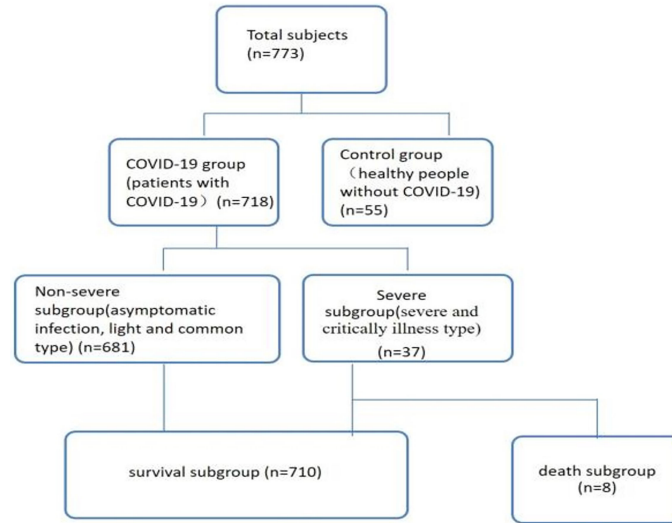 Total subjects
(n=773)
COVID-19 group
(patients with
COVID-19）(n=718)
Control group
（healthy people
without COVID-19)
(n=55)
Non-severe
subgroup(asymptomatic
infection, light and common
type) (n=681)
Severe
subgroup(severe and
critically illness type)
(n=37)
survival subgroup (n=710)
death subgroup
(n=8)